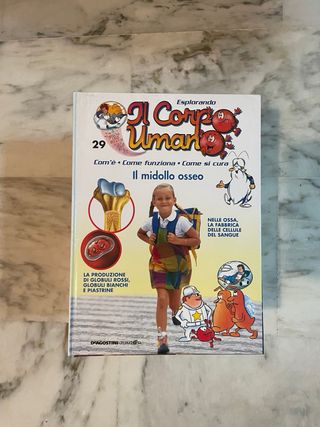 Esplorando
Il Corpo
Umano
29
Com'è • Come funziona • Come si cura
Il midollo osseo
NELLE OSSA,
LA FABBRICA
DELLE CELLULE
DEL SANGUE
LA PRODUZIONE
DI GLOBULI ROSSI,
GLOBULI BIANCHI
E PIASTRINE
DeAGOSTINI